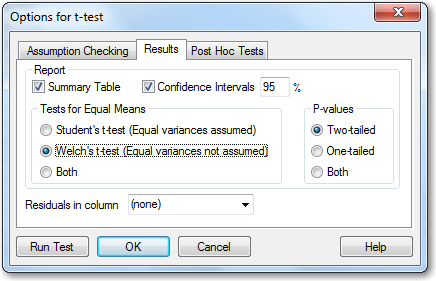 Options for t-test
Assumption Checking Results Post Hoc Tests
Report
Summary Table Confidence Intervals 95 %
Tests for Equal Means
Student's t-test (Equal variances assumed)
Welch's t-test (Equal variances not assumed)
Both
P-values
Two-tailed
One-tailed
Both
Residuals in column (none)
Run Test OK Cancel Help